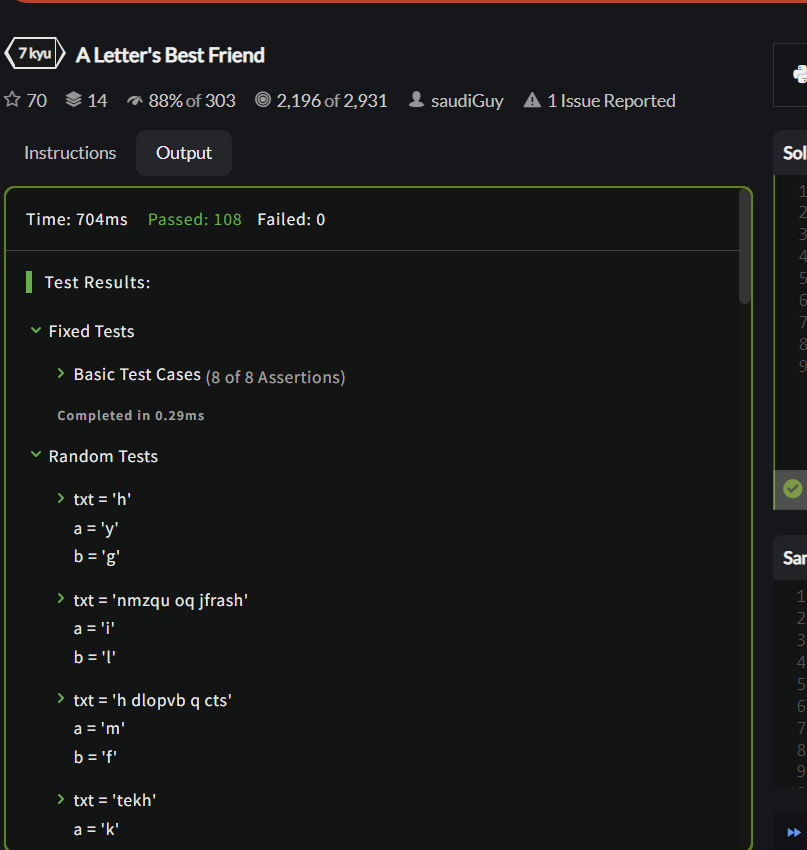 7 kyu A Letter's Best Friend
70 14 88% of 303 2,196 of 2,931 saudiGuy 1 Issue Reported
Instructions Output
Time: 704ms Passed: 108 Failed: 0
Test Results:
Fixed Tests
Basic Test Cases (8 of 8 Assertions)
Completed in 0.29ms
Random Tests
txt = 'h'
a = 'y'
b = 'g'
txt = 'nmzqu oq jfrash'
a = 'i'
b = 'l'
txt = 'h dlopvb q cts'
a = 'm'
b = 'f'
txt = 'tekh'
a = 'k'
Sol
1
2
3
4
5
6
7
8
9
Sar
1
2
3
4
5
6
7
8
9